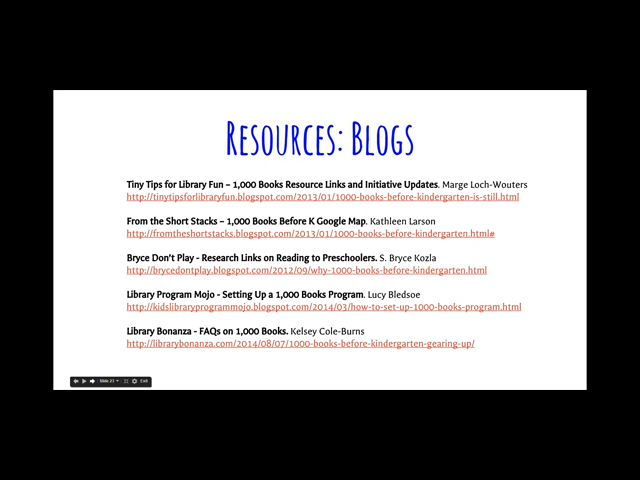 Resources: Blogs
Tiny Tips for Library Fun – 1,000 Books Resource Links and Initiative Updates. Marge Loch-Wouters
http://tinytipsforlibraryfun.blogspot.com/2013/01/1000-books-before-kindergarten-is-still.html
From the Short Stacks – 1,000 Books Before K Google Map. Kathleen Larson
http://fromtheshortstacks.blogspot.com/2013/01/1000-books-before-kindergarten.html#
Bryce Don't Play - Research Links on Reading to Preschoolers. S. Bryce Kozla
http://brycedontplay.blogspot.com/2012/09/why-1000-books-before-kindergarten.html
Library Program Mojo - Setting Up a 1,000 Books Program. Lucy Bledsoe
http://kidslibraryprogrammojo.blogspot.com/2014/03/how-to-set-up-1000-books-program.html
Library Bonanza - FAQs on 1,000 Books. Kelsey Cole-Burns
http://librarybonanza.com/2014/08/07/1000-books-before-kindergarten-gearing-up/
Slide 21 Exit